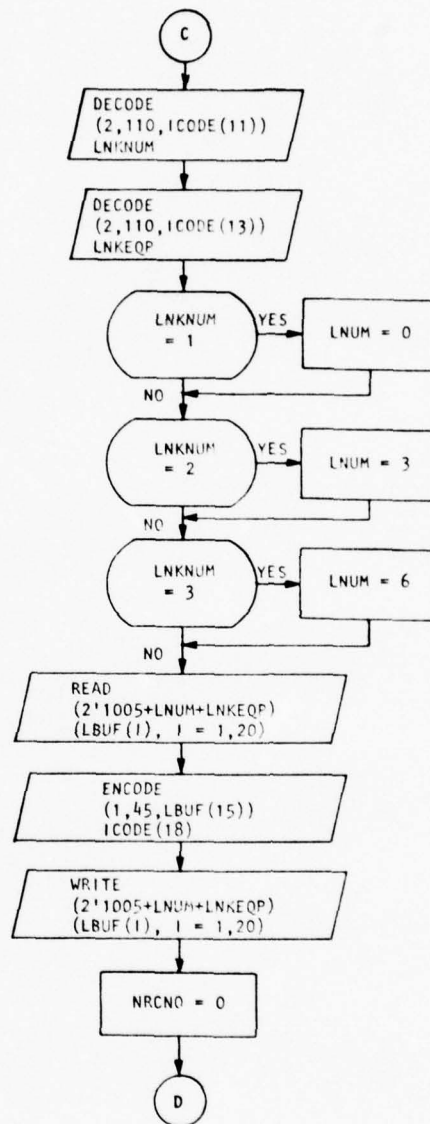 C
DECODE
(2,110,ICODE(11))
LNKNUM
DECODE
(2,110,ICODE(13))
LNKEQP
LNKNUM
= 1
YES
LNUM = 0
NO
LNKNUM
= 2
YES
LNUM = 3
NO
LNKNUM
= 3
YES
LNUM = 6
NO
READ
(2'1005+LNUM+LNKEQP)
(LBUF(I), I = 1,20)
ENCODE
(1,45,LBUF(15))
ICODE(18)
WRITE
(2'1005+LNUM+LNKEQP)
(LBUF(I), I = 1,20)
NRCNO = 0
D